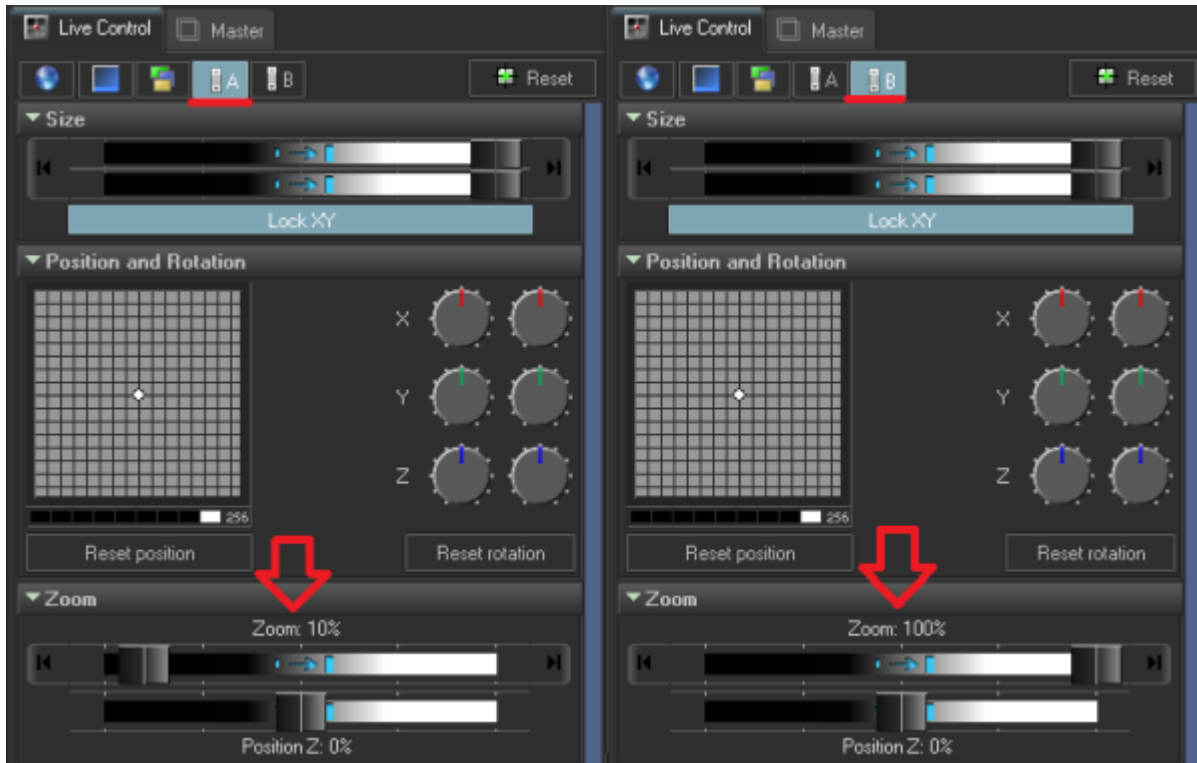 Live Control Master
A B Reset
Size
Lock XY
Position and Rotation
X
Y
Z
256
Reset position Reset rotation
Zoom
Zoom: 10%
Position Z: 0%
Live Control Master
A B Reset
Size
Lock XY
Position and Rotation
X
Y
Z
256
Reset position Reset rotation
Zoom
Zoom: 100%
Position Z: 0%